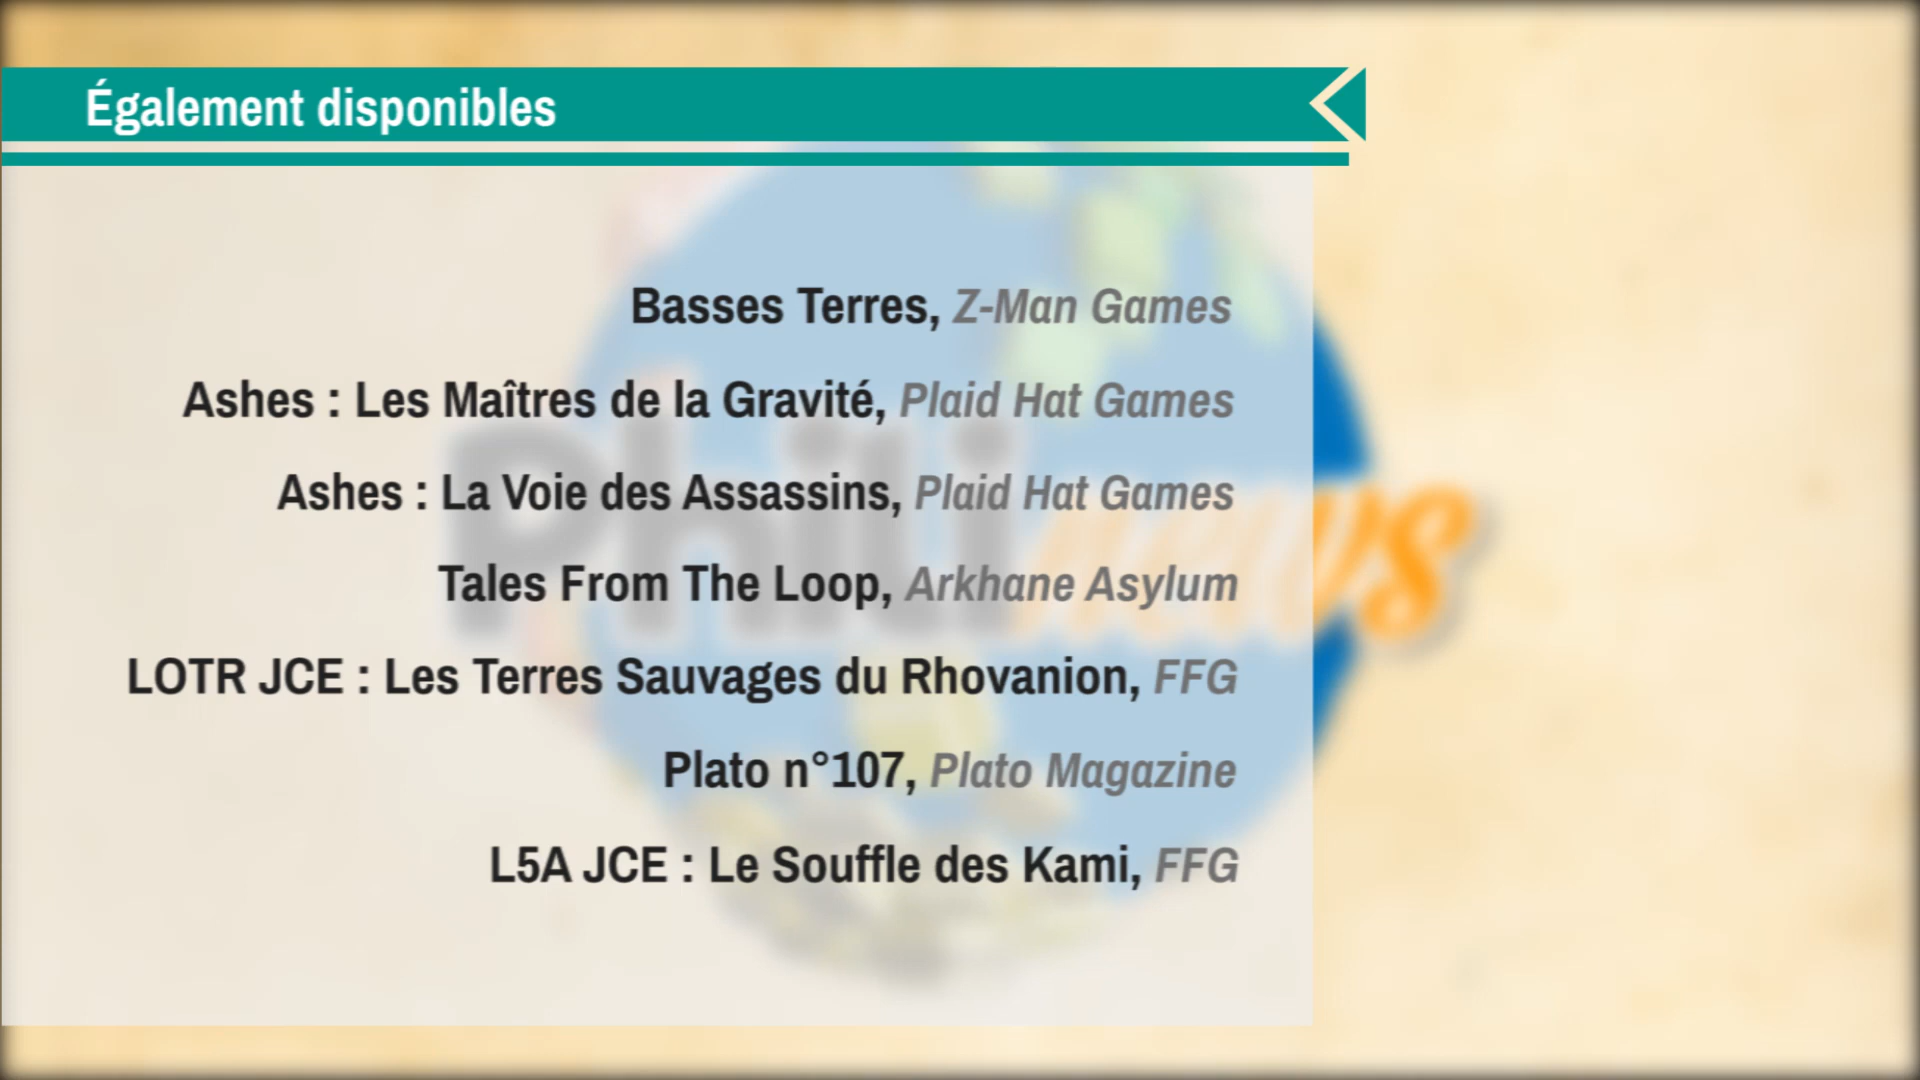 Également disponibles
Basses Terres, Z-Man Games
Ashes : Les Maîtres de la Gravité, Plaid Hat Games
Ashes : La Voie des Assassins, Plaid Hat Games
Tales From The Loop, Arkhane Asylum
LOTR JCE : Les Terres Sauvages du Rhovanion, FFG
Plato n°107, Plato Magazine
L5A JCE : Le Souffle des Kami, FFG
Phili news